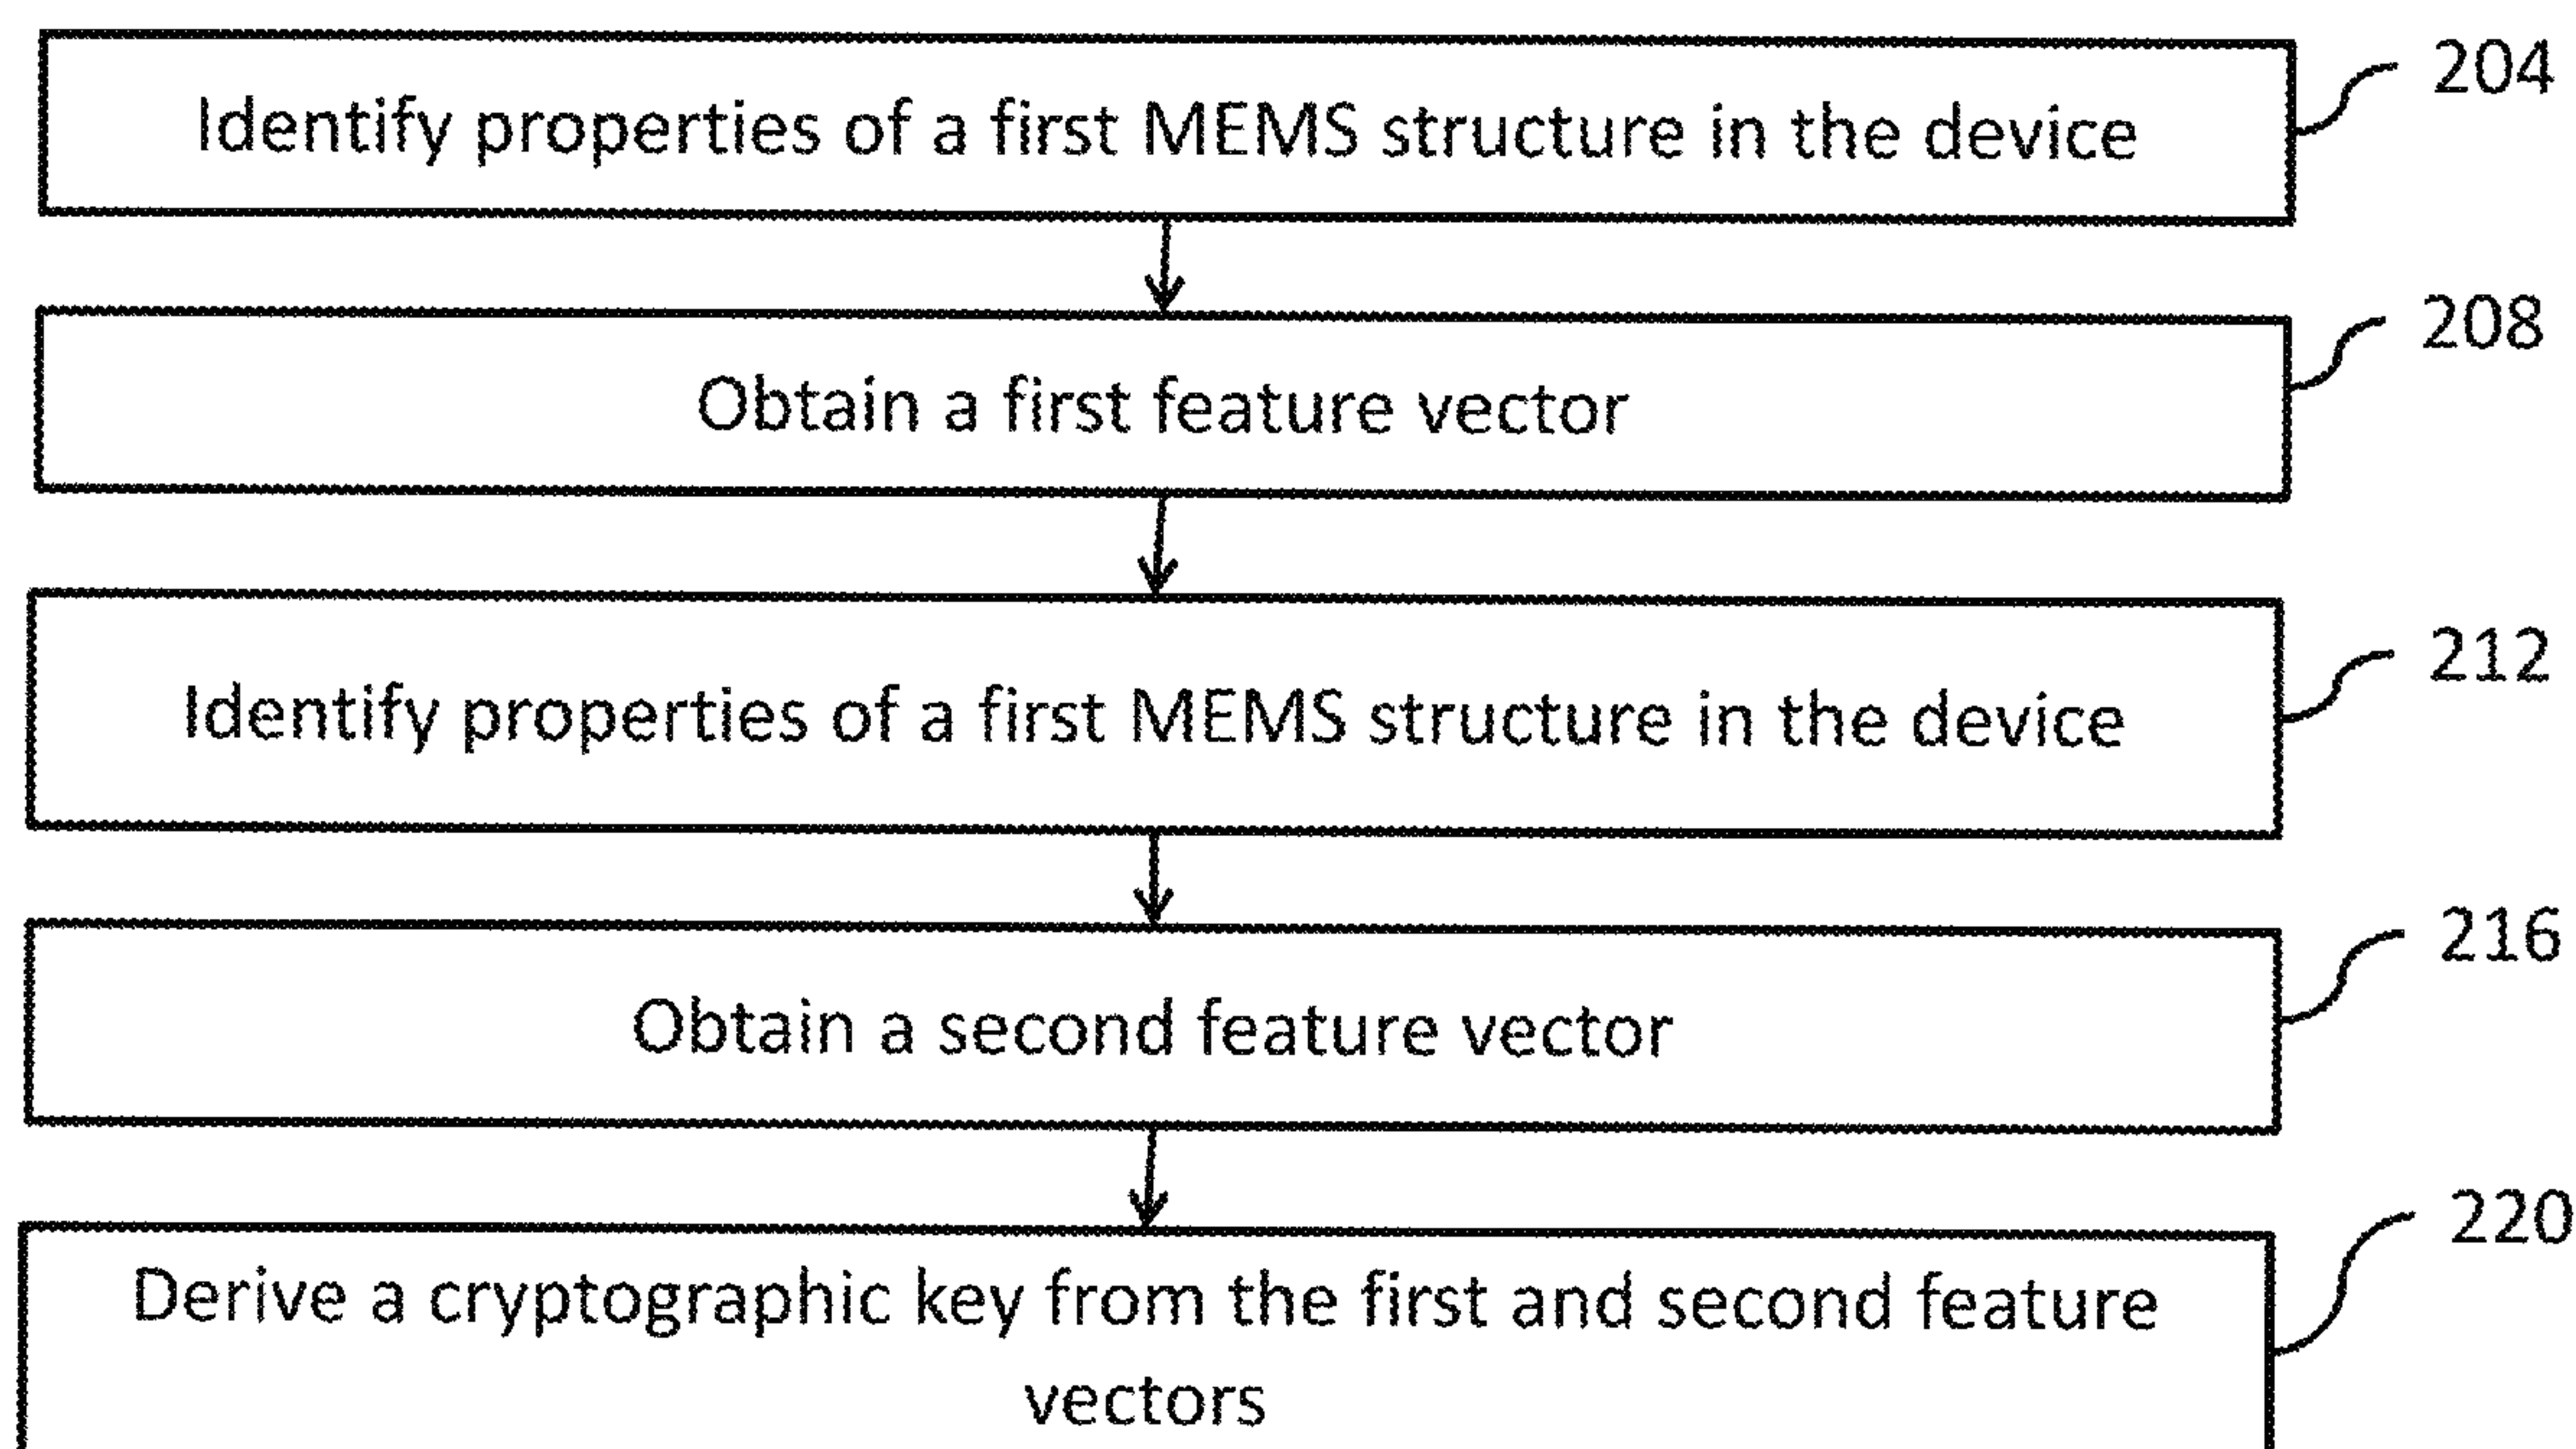 Identify properties of a first MEMS structure in the device
204
Obtain a first feature vector
208
Identify properties of a first MEMS structure in the device
212
Obtain a second feature vector
216
Derive a cryptographic key from the first and second feature
vectors
220